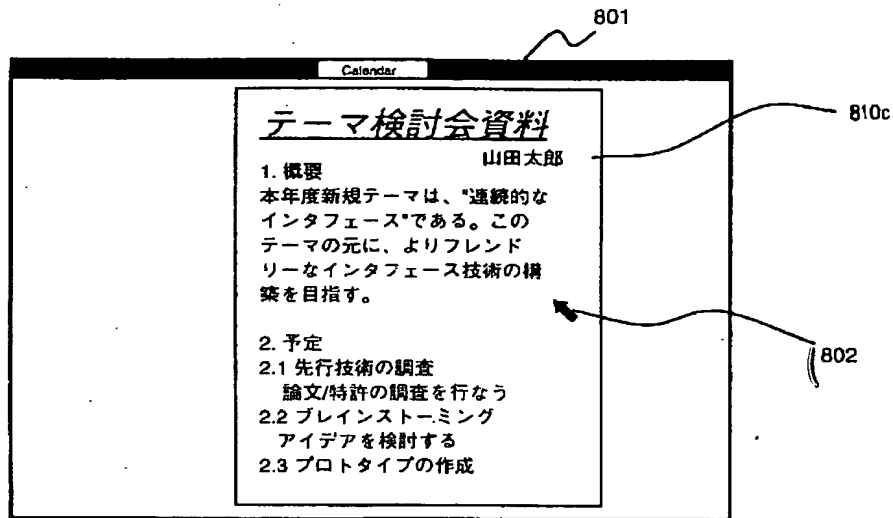 801
Calendar
810c
テーマ検討会資料
山田太郎
1. 概要
本年度新規テーマは、"連続的な
インタフェース"である。この
テーマの元に、よりフレンド
リーなインタフェース技術の構
築を目指す。
802
2. 予定
2.1 先行技術の調査
論文/特許の調査を行なう
2.2 ブレインストーミング
アイデアを検討する
2.3 プロトタイプの作成